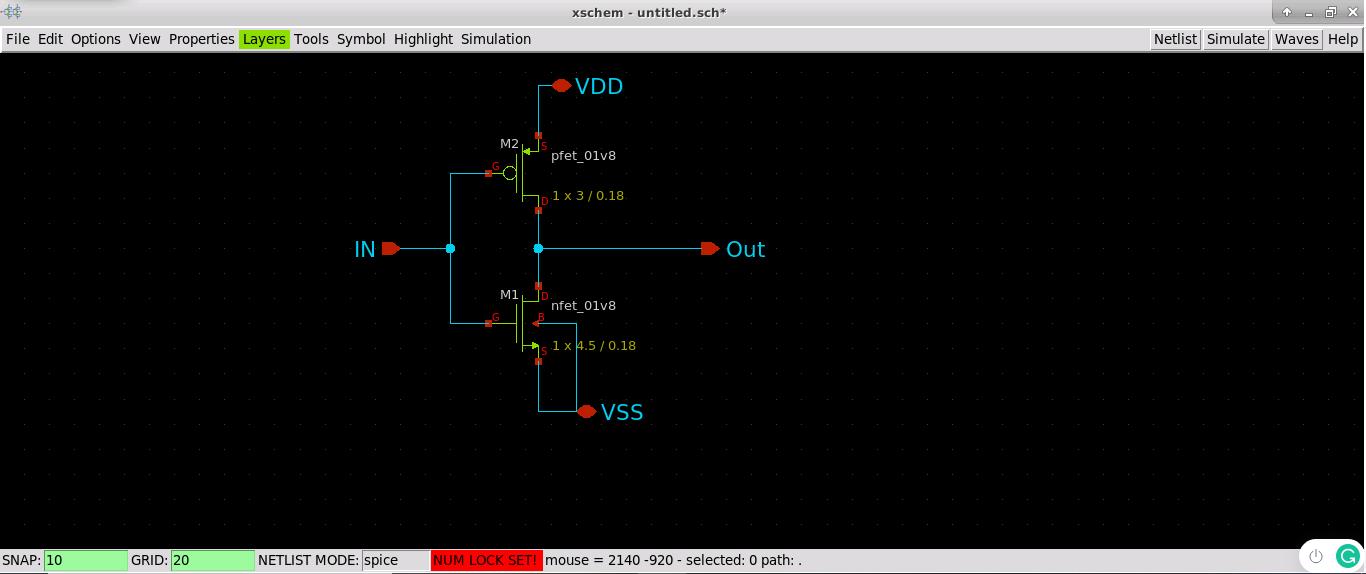 xschem - untitled.sch*
File Edit Options View Properties Layers Tools Symbol Highlight Simulation Netlist Simulate Waves Help
VDD
M2
S
pfet_01v8
G
1 x 3 / 0.18
D
IN
Out
M1
D
nfet_01v8
G
B
1 x 4.5 / 0.18
S
VSS
SNAP: 10 GRID: 20 NETLIST MODE: spice NUM LOCK SET! mouse = 2140 -920 - selected: 0 path: .